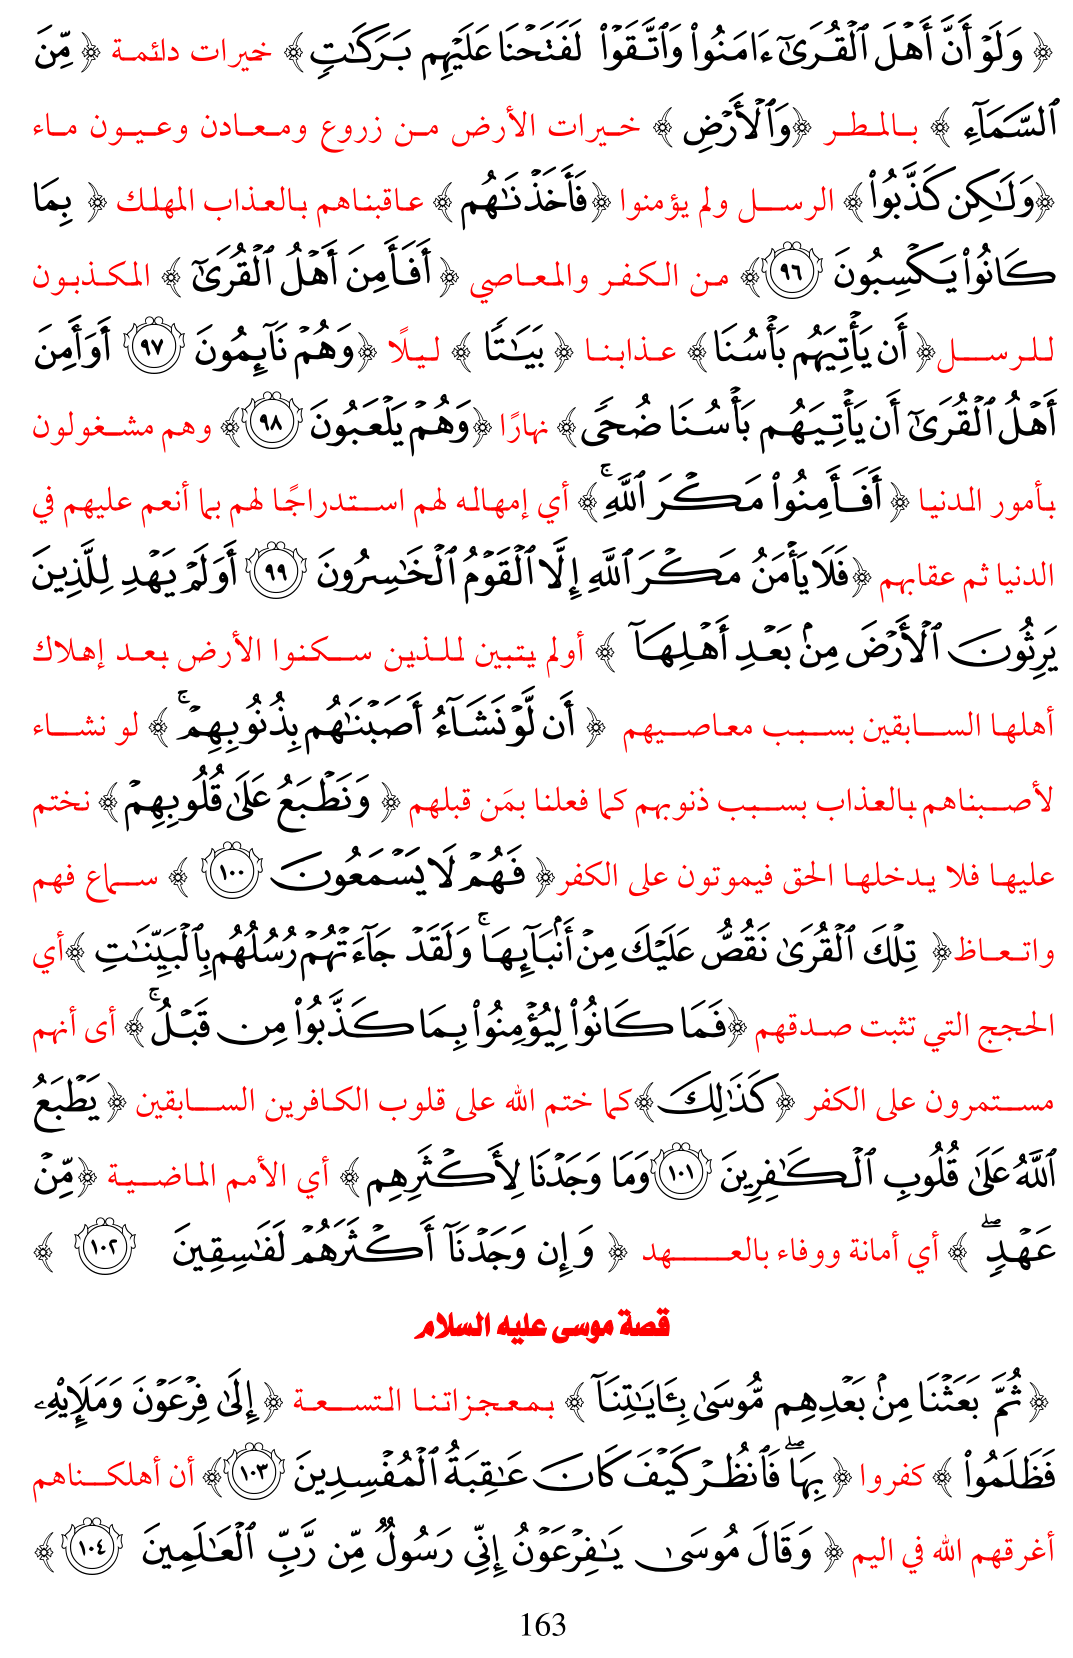 ﴿ وَلَوۡ أَنَّ أَهۡلَ ٱلۡقُرَىٰٓ ءَامَنُواْ وَٱتَّقَوۡاْ لَفَتَحۡنَا عَلَيۡهِم بَرَكَٰتٖ﴾ خيرات دائمة ﴿ مِّنَ
ٱلسَّمَآءِ ﴾ بالمطر ﴿وَٱلۡأَرۡضِ ﴾ خيرات الأرض من زروع ومعادن وعيون ماء
﴿وَلَٰكِن كَذَّبُواْ﴾ الرسل ولم يؤمنوا ﴿فَأَخَذۡنَٰهُم ﴾ عاقبناهم بالعذاب المهلك ﴿ بِمَا
كَانُواْ يَكۡسِبُونَ ٩٦﴾ من الكفر والمعاصي ﴿ أَفَأَمِنَ أَهۡلُ ٱلۡقُرَىٰٓ ﴾ المكذبون
للرسل﴿ أَن يَأۡتِيَهُم بَأۡسُنَا﴾ عذابنا ﴿ بَيَٰتٗا ﴾ ليلًا ﴿وَهُمۡ نَآئِمُونَ ٩٧ أَوَأَمِنَ
أَهۡلُ ٱلۡقُرَىٰٓ أَن يَأۡتِيَهُم بَأۡسُنَا ضُحٗى﴾ نهارًا ﴿وَهُمۡ يَلۡعَبُونَ ٩٨﴾ وهم مشغولون
بأمور الدنيا ﴿ أَفَأَمِنُواْ مَكۡرَ ٱللَّهِۚ﴾ أي إمهاله لهم استدراجًا لهم بما أنعم عليهم في
الدنيا ثم عقابهم ﴿فَلَا يَأۡمَنُ مَكۡرَ ٱللَّهِ إِلَّا ٱلۡقَوۡمُ ٱلۡخَٰسِرُونَ ٩٩ أَوَلَمۡ يَهۡدِ لِلَّذِينَ
يَرِثُونَ ٱلۡأَرۡضَ مِنۢ بَعۡدِ أَهۡلِهَآ ﴾ أولم يتبين للذين سكنوا الأرض بعد إهلاك
أهلها السابقين بسبب معاصيهم ﴿ أَن لَّوۡ نَشَآءُ أَصَبۡنَٰهُم بِذُنُوبِهِمۡۚ ﴾ لو نشاء
لأصبناهم بالعذاب بسبب ذنوبهم كما فعلنا بمَن قبلهم ﴿ وَنَطۡبَعُ عَلَىٰ قُلُوبِهِمۡ﴾ نختم
عليها فلا يدخلها الحق فيموتون على الكفر﴿ فَهُمۡ لَا يَسۡمَعُونَ ١٠٠ ﴾ سماع فهم
واتعاظ﴿ تِلۡكَ ٱلۡقُرَىٰ نَقُصُّ عَلَيۡكَ مِنۡ أَنۢبَآئِهَاۚ وَلَقَدۡ جَآءَتۡهُمۡ رُسُلُهُم بِٱلۡبَيِّنَٰتِ ﴾أي
الحجج التي تثبت صدقهم ﴿فَمَا كَانُواْ لِيُؤۡمِنُواْ بِمَا كَذَّبُواْ مِن قَبۡلُۚ﴾ أى أنهم
مستمرون على الكفر ﴿كَذَٰلِكَ﴾كما ختم الله على قلوب الكافرين السابقين ﴿ يَطۡبَعُ
ٱللَّهُ عَلَىٰ قُلُوبِ ٱلۡكَٰفِرِينَ ١٠١وَمَا وَجَدۡنَا لِأَكۡثَرِهِم ﴾ أي الأمم الماضية ﴿مِّنۡ
عَهۡدٖۖ ﴾ أي أمانة ووفاء بالعهد ﴿ وَإِن وَجَدۡنَآ أَكۡثَرَهُمۡ لَفَٰسِقِينَ ١٠٢ ﴾
قصة موسى عليه السلام
﴿ ثُمَّ بَعَثۡنَا مِنۢ بَعۡدِهِم مُّوسَىٰ بِـَٔايَٰتِنَآ ﴾ بمعجزاتنا التسعة ﴿ إِلَىٰ فِرۡعَوۡنَ وَمَلَإِيْهِۦ
فَظَلَمُواْ ﴾ كفروا ﴿ بِهَاۖ فَٱنظُرۡ كَيۡفَ كَانَ عَٰقِبَةُ ٱلۡمُفۡسِدِينَ ١٠٣﴾ أن أهلكناهم
أغرقهم الله في اليم ﴿ وَقَالَ مُوسَىٰ يَٰفِرۡعَوۡنُ إِنِّي رَسُولٞ مِّن رَّبِّ ٱلۡعَٰلَمِينَ ١٠٤ ﴾
163